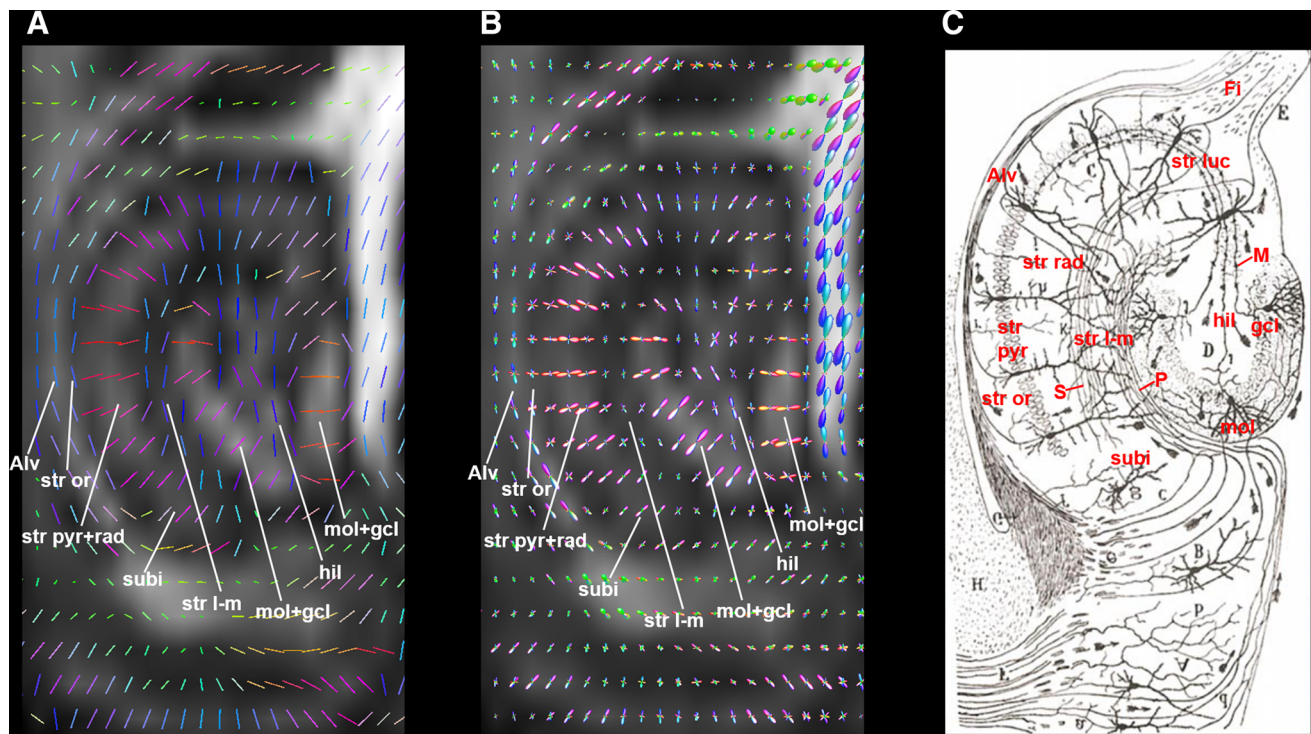 A
B
C
Alv
str or
str pyr+rad
subi
str l-m
mol+gcl
hil
mol+gcl
Alv
str or
str pyr+rad
subi
str l-m
mol+gcl
hil
mol+gcl
Fi
E
str luc
Alv
C
M
str rad
hil
gcl
str
pyr
str l-m
K
D
S
P
str or
mol
subi
g
c
B
G
H
P
A
q